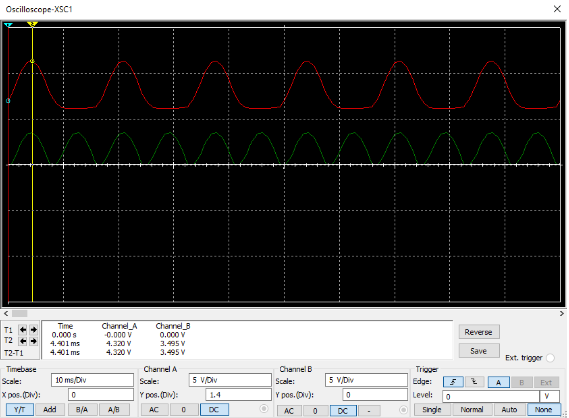 Oscilloscope-XSC1
1 2
T1
T2
T2-T1
Time Channel_A Channel_B
0.000 s -0.000 V 0.000 V
4.401 ms 4.320 V 3.495 V
4.401 ms 4.320 V 3.495 V
Reverse
Save
Ext. trigger
Timebase
Scale: 10 ms/Div
X pos.(Div): 0
Y/T Add B/A A/B
Channel A
Scale: 5 V/Div
Y pos.(Div): 1.4
AC 0 DC
Channel B
Scale: 5 V/Div
Y pos.(Div): 0
AC 0 DC -
Trigger
Edge: A B Ext
Level: 0 V
Single Normal Auto None